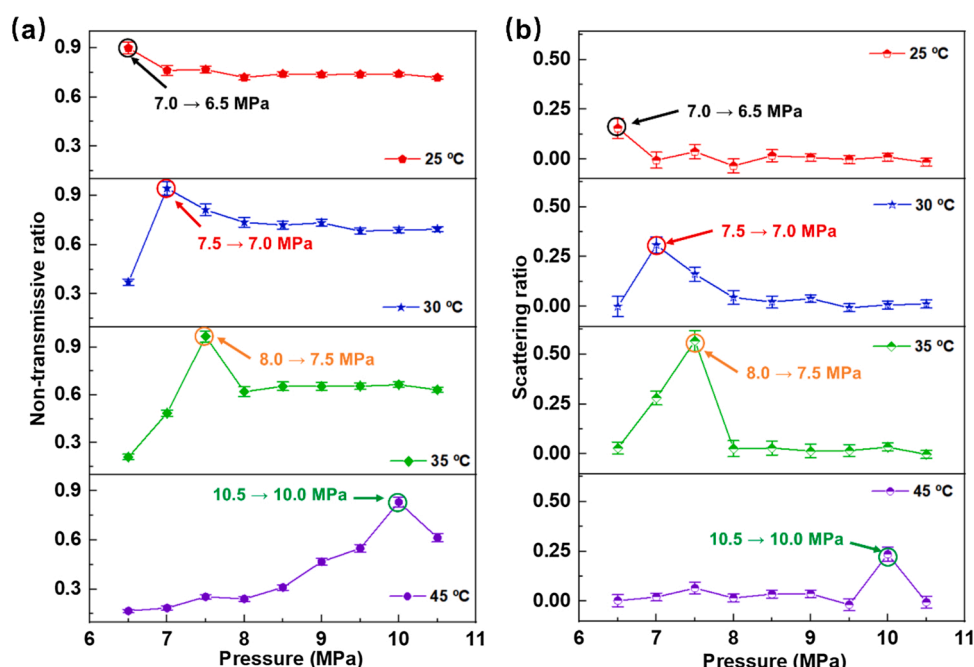 (a)
Non-transmissive ratio
0.9
0.6
0.3
7.0 → 6.5 MPa
25 ºC
0.9
0.6
0.3
7.5 → 7.0 MPa
30 ºC
0.9
0.6
0.3
8.0 → 7.5 MPa
35 ºC
0.9
0.6
0.3
10.5 → 10.0 MPa
45 ºC
6 7 8 9 10 11
Pressure (MPa)
(b)
Scattering ratio
0.50
0.25
0.00
25 ºC
7.0 → 6.5 MPa
0.50
0.25
0.00
30 ºC
7.5 → 7.0 MPa
0.50
0.25
0.00
35 ºC
8.0 → 7.5 MPa
0.50
0.25
0.00
45 ºC
10.5 → 10.0 MPa
6 7 8 9 10 11
Pressure (MPa)